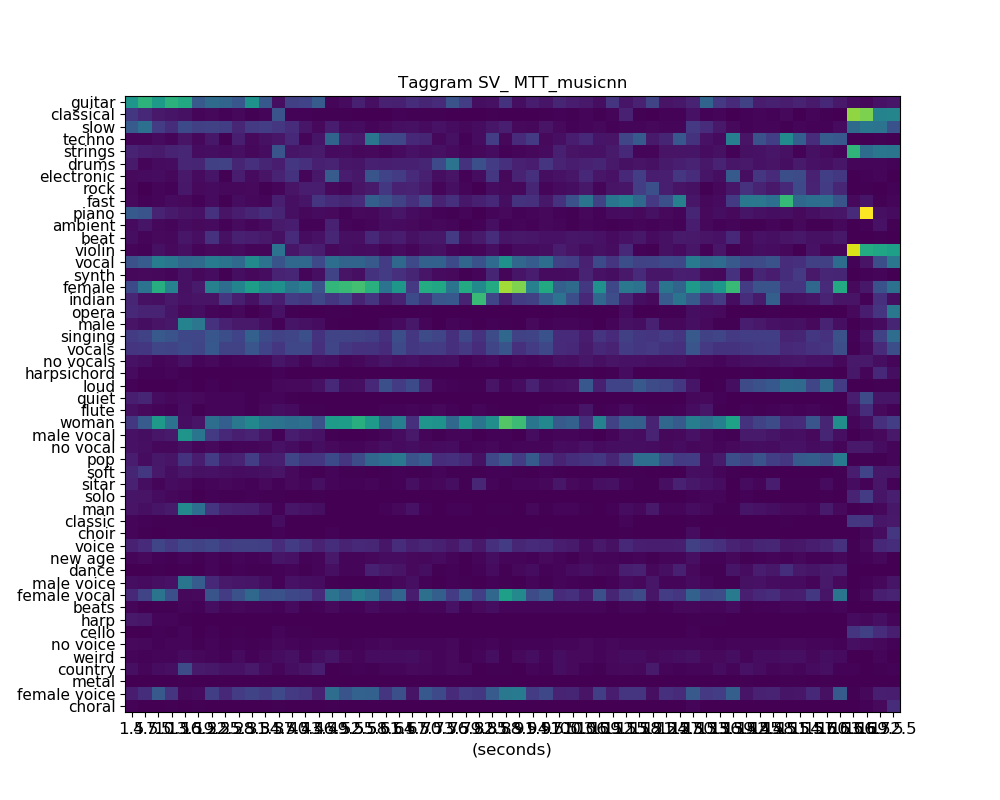 Taggram SV_ MTT_musicnn
guitar
classical
slow
techno
strings
drums
electronic
rock
fast
piano
ambient
beat
violin
vocal
synth
female
indian
opera
male
singing
vocals
no vocals
harpsichord
loud
quiet
flute
woman
male vocal
no vocal
pop
soft
sitar
solo
man
classic
choir
voice
new age
dance
male voice
female vocal
beats
harp
cello
no voice
weird
country
metal
female voice
choral
(seconds)